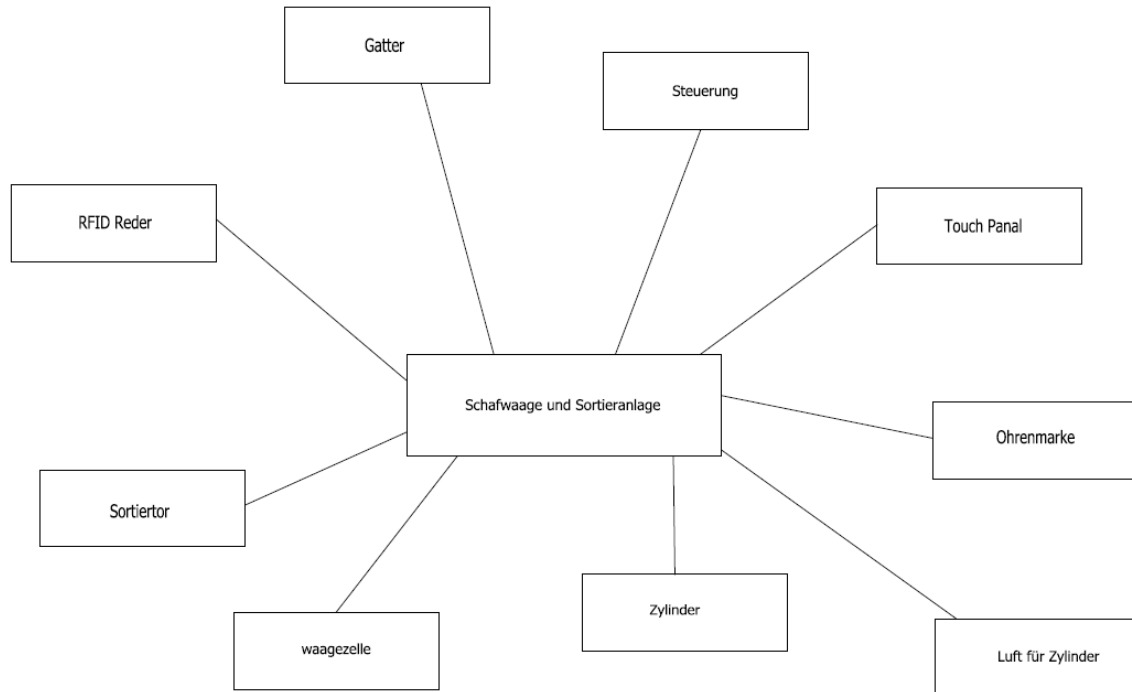 Gatter
Steuerung
RFID Reder
Touch Panal
Schafwaage und Sortieranlage
Ohrenmarke
Sortiertor
Zylinder
waagezelle
Luft für Zylinder